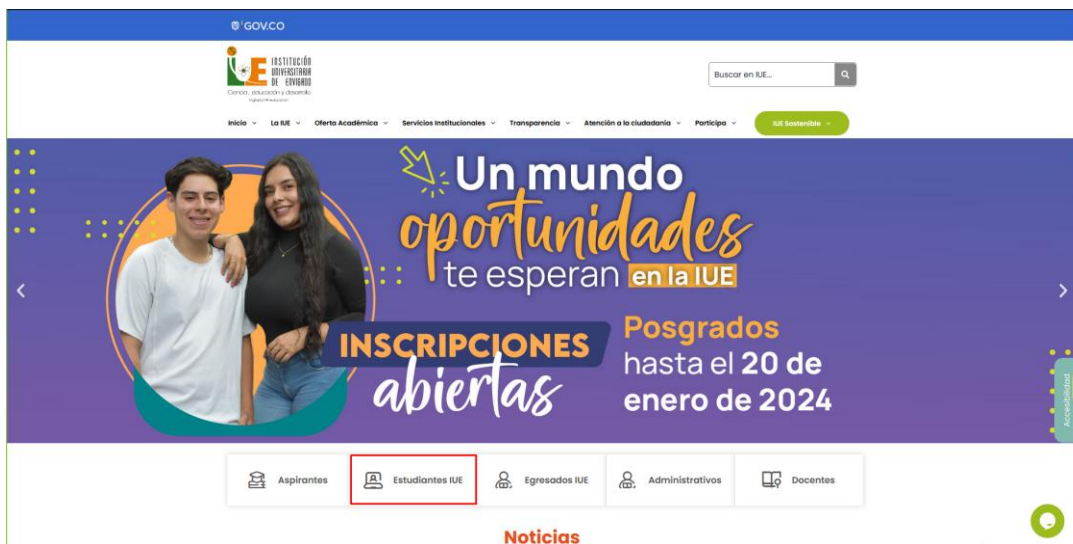 GOV.CO
INSTITUCIÓN
UNIVERSITARIA
DE ENVIGADO
Ciencia, educación y desarrollo
Buscar en IUE...
Inicio La IUE Oferta Académica Servicios Institucionales Transparencia Atención a la ciudadanía Participa IUE Sostenible
Un mundo
oportunidades
te esperan en la IUE
INSCRIPCIONES
abiertas
Posgrados
hasta el 20 de
enero de 2024
Accesibilidad
Aspirantes Estudiantes IUE Egresados IUE Administrativos Docentes
Noticias